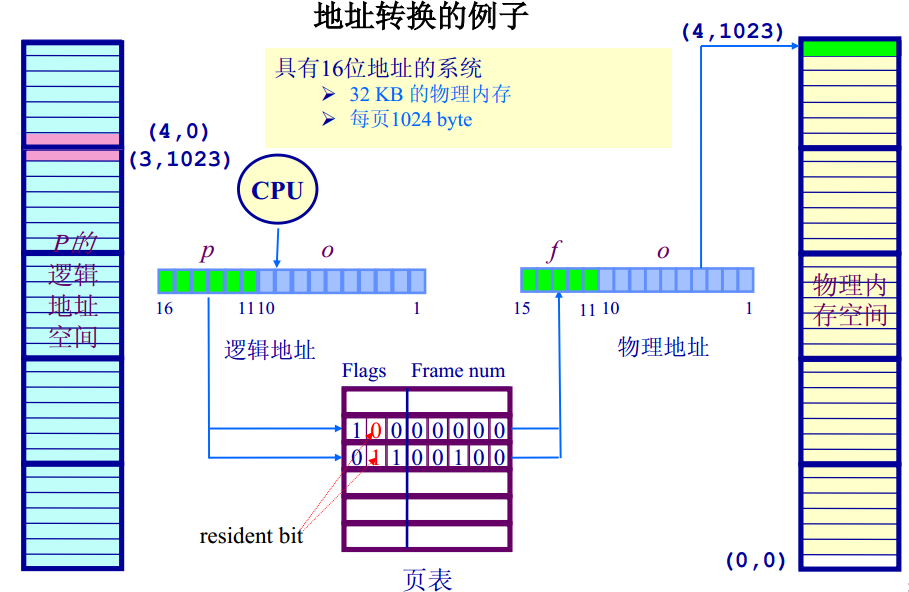 地址转换的例子
具有16位地址的系统
➢ 32 KB 的物理内存
➢ 每页1024 byte
(4,1023)
(4,0)
(3,1023)
CPU
P的
逻辑
地址
空间
p o
16 11 10 1
逻辑地址
f o
15 11 10 1
物理地址
物理内
存空间
Flags Frame num
1 0 0 0 0 0 0 0
0 1 1 0 0 1 0 0
resident bit
页表
(0,0)